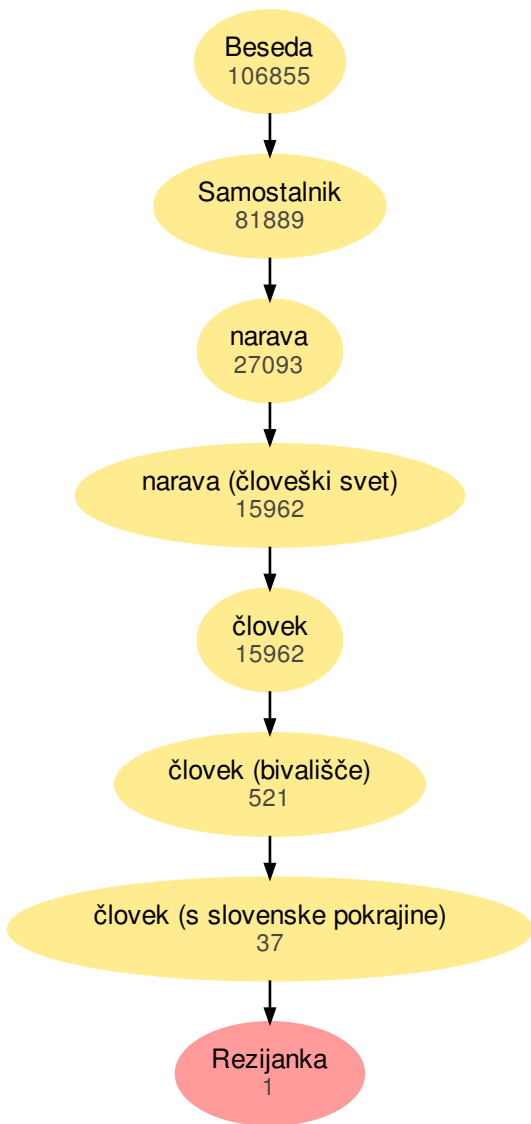 Beseda
106855
Samostalnik
81889
narava
27093
narava (človeški svet)
15962
človek
15962
človek (bivališče)
521
človek (s slovenske pokrajine)
37
Rezijanka
1